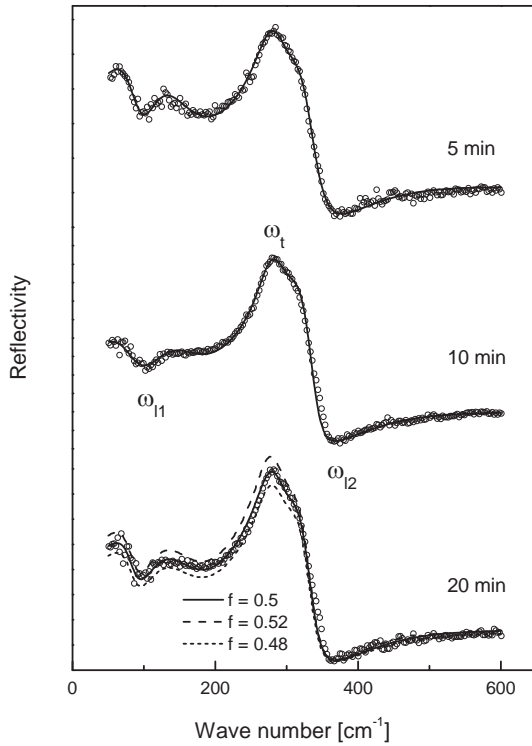 5 min
ω_t
10 min
ω_l1
ω_l2
20 min
f = 0.5
f = 0.52
f = 0.48
0 200 400 600
Wave number [cm⁻¹]
Reflectivity